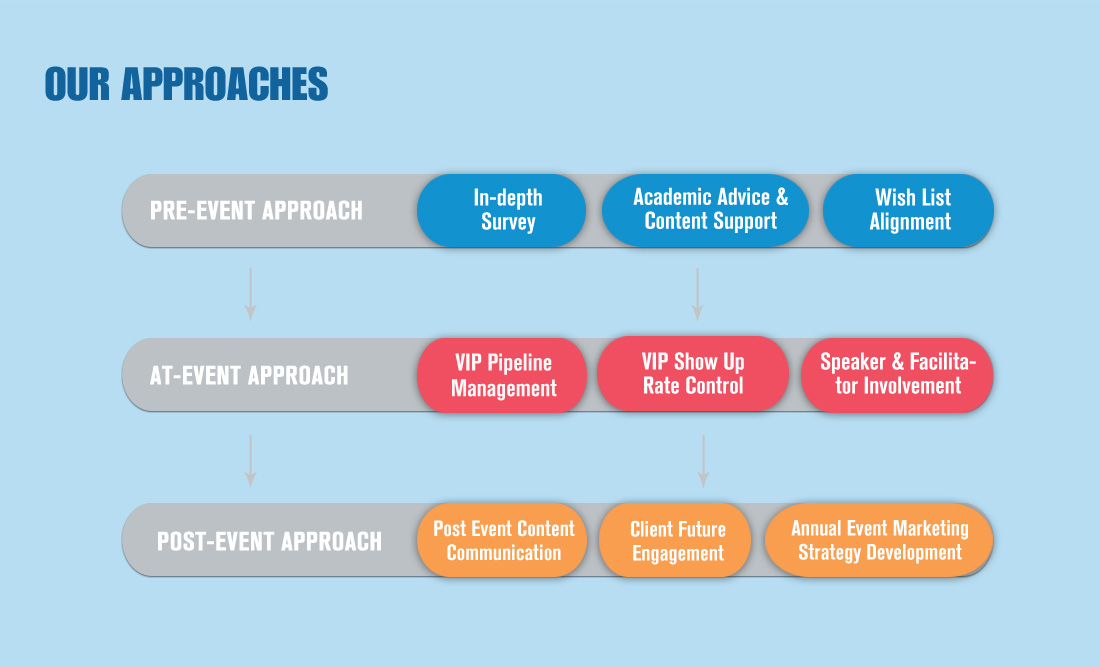 OUR APPROACHES
PRE-EVENT APPROACH
In-depth
Survey
Academic Advice &
Content Support
Wish List
Alignment
AT-EVENT APPROACH
VIP Pipeline
Management
VIP Show Up
Rate Control
Speaker & Facilita-
tor Involvement
POST-EVENT APPROACH
Post Event Content
Communication
Client Future
Engagement
Annual Event Marketing
Strategy Development